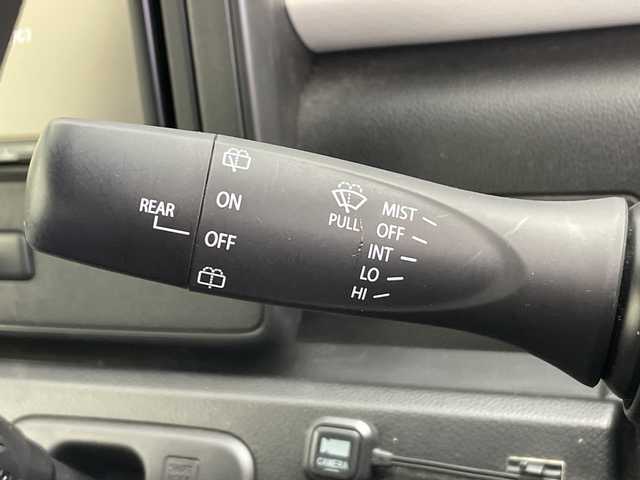 REAR
ON
OFF
PULL
MIST
OFF
INT
LO
HI
CAMERA